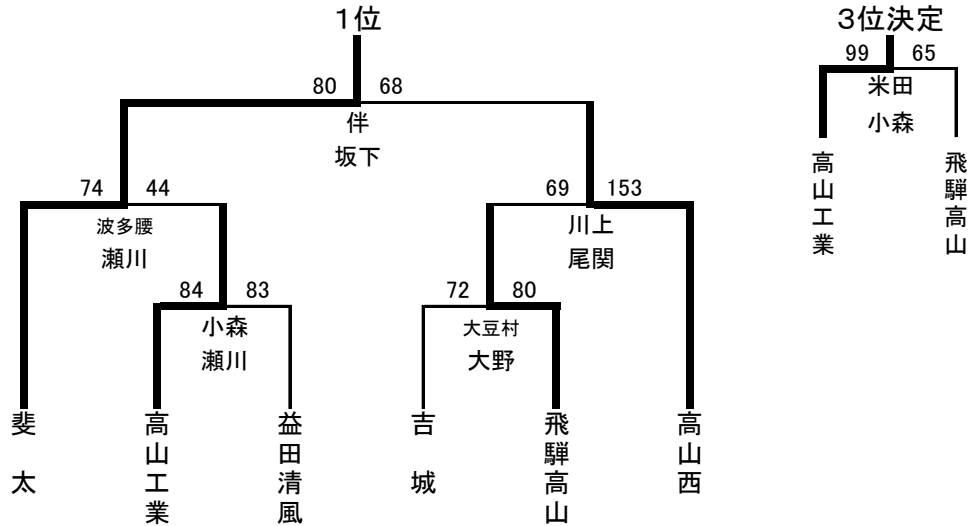 1位
3位決定
80 68
99 65
伴
坂下
米田
小森
高山工業
飛騨高山
74 44
69 153
波多腰
瀬川
川上
尾関
84 83
72 80
小森
瀬川
大豆村
大野
斐太
高山工業
益田清風
吉城
飛騨高山
高山西